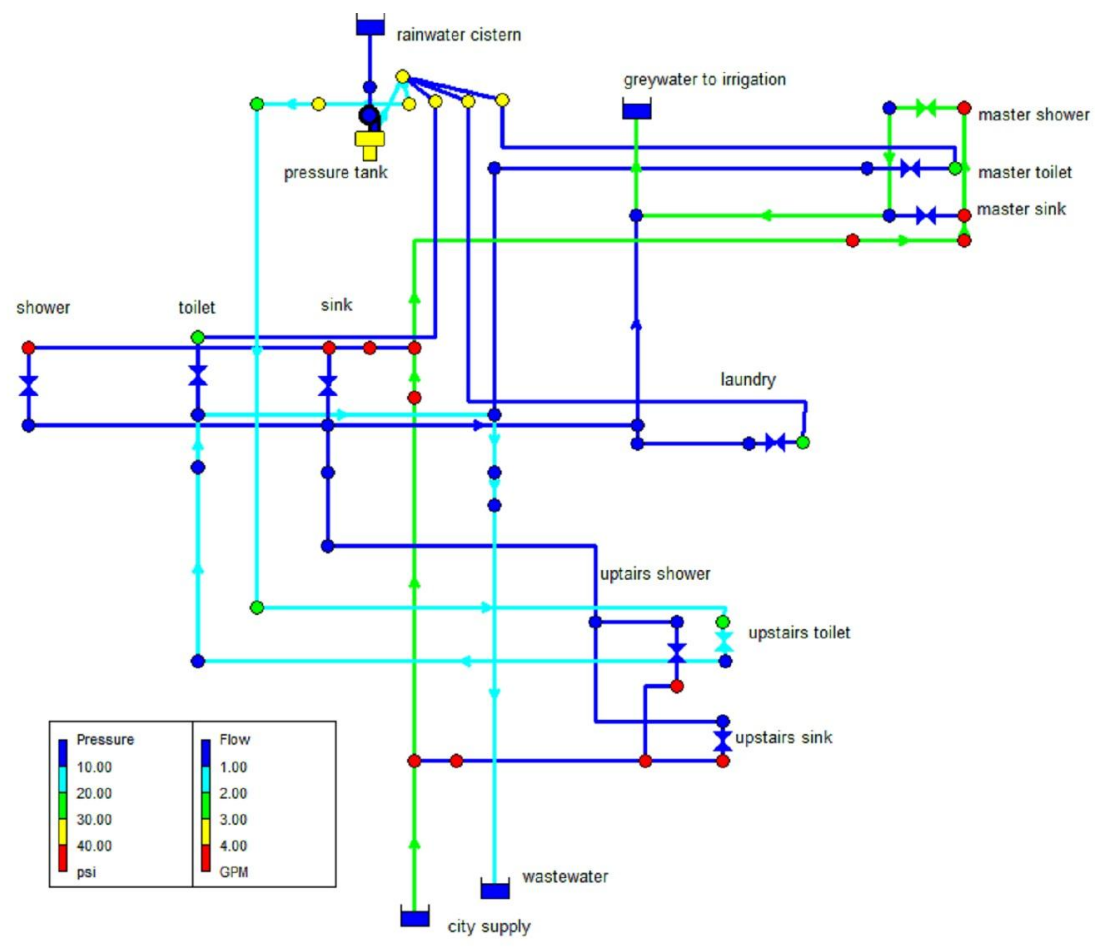 rainwater cistern
greywater to irrigation
master shower
pressure tank
master toilet
master sink
shower
toilet
sink
laundry
uptairs shower
upstairs toilet
upstairs sink
Pressure
10.00
20.00
30.00
40.00
psi
Flow
1.00
2.00
3.00
4.00
GPM
wastewater
city supply